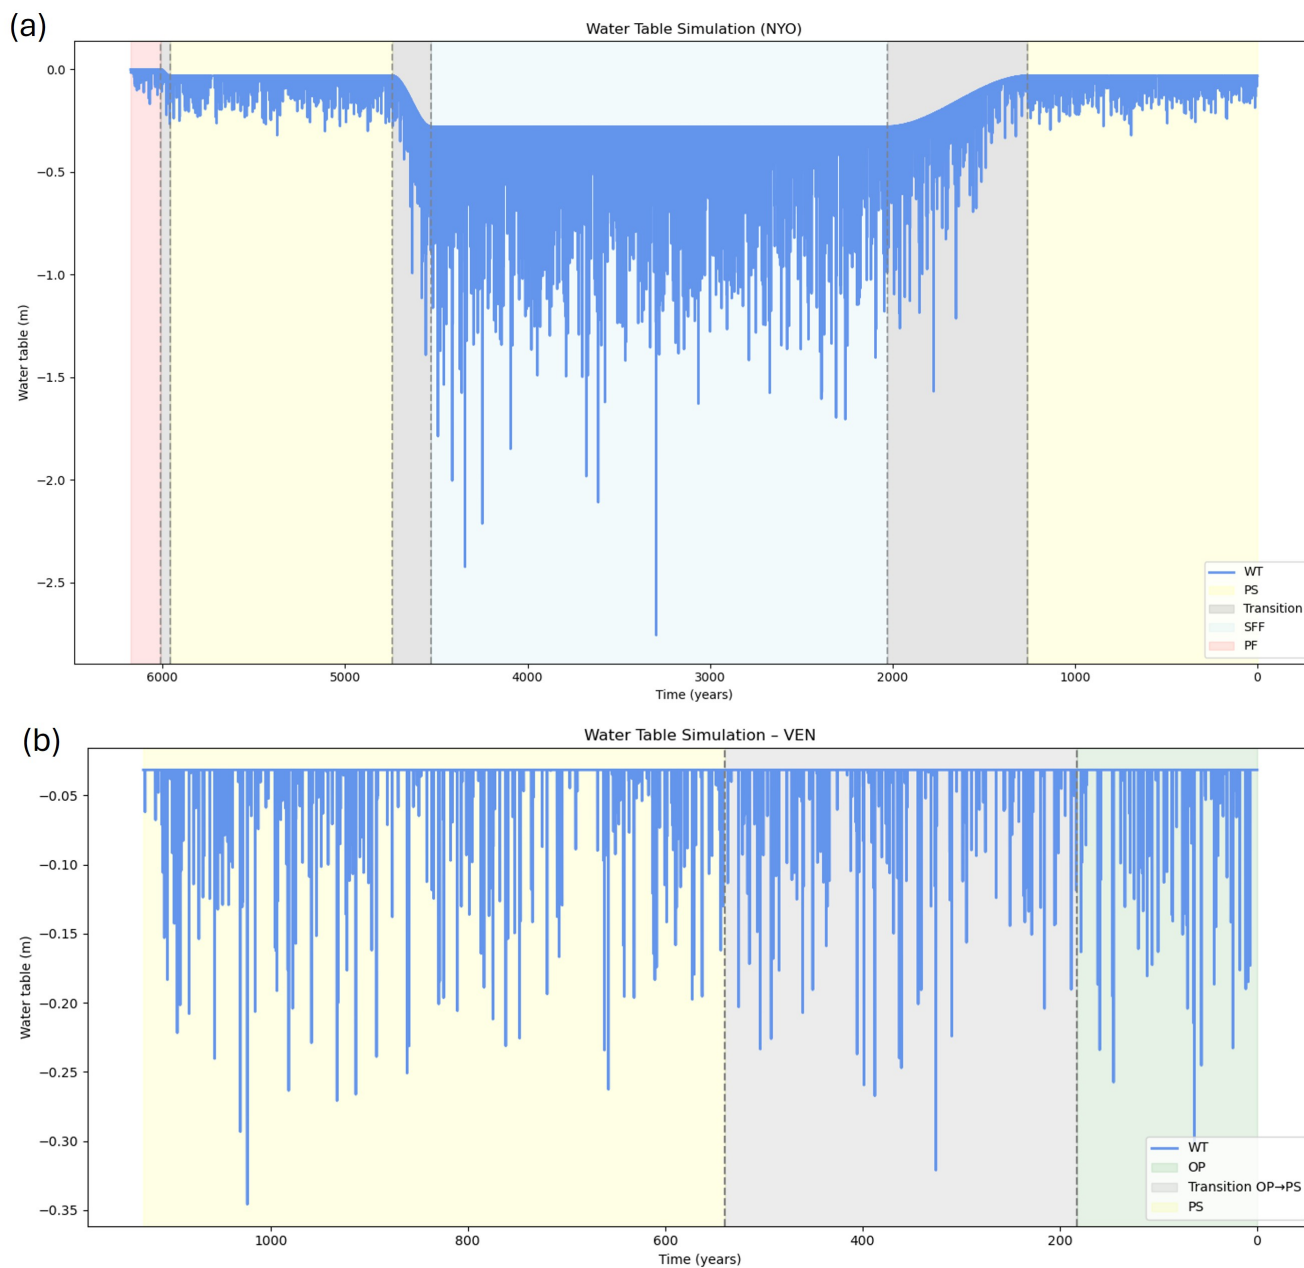 (a)
Water Table Simulation (NYO)
Water table (m)
0.0
−0.5
−1.0
−1.5
−2.0
−2.5
WT
PS
Transition
SFF
PF
6000 5000 4000 3000 2000 1000 0
Time (years)
(b)
Water Table Simulation – VEN
Water table (m)
−0.05
−0.10
−0.15
−0.20
−0.25
−0.30
−0.35
WT
OP
Transition OP→PS
PS
1000 800 600 400 200 0
Time (years)